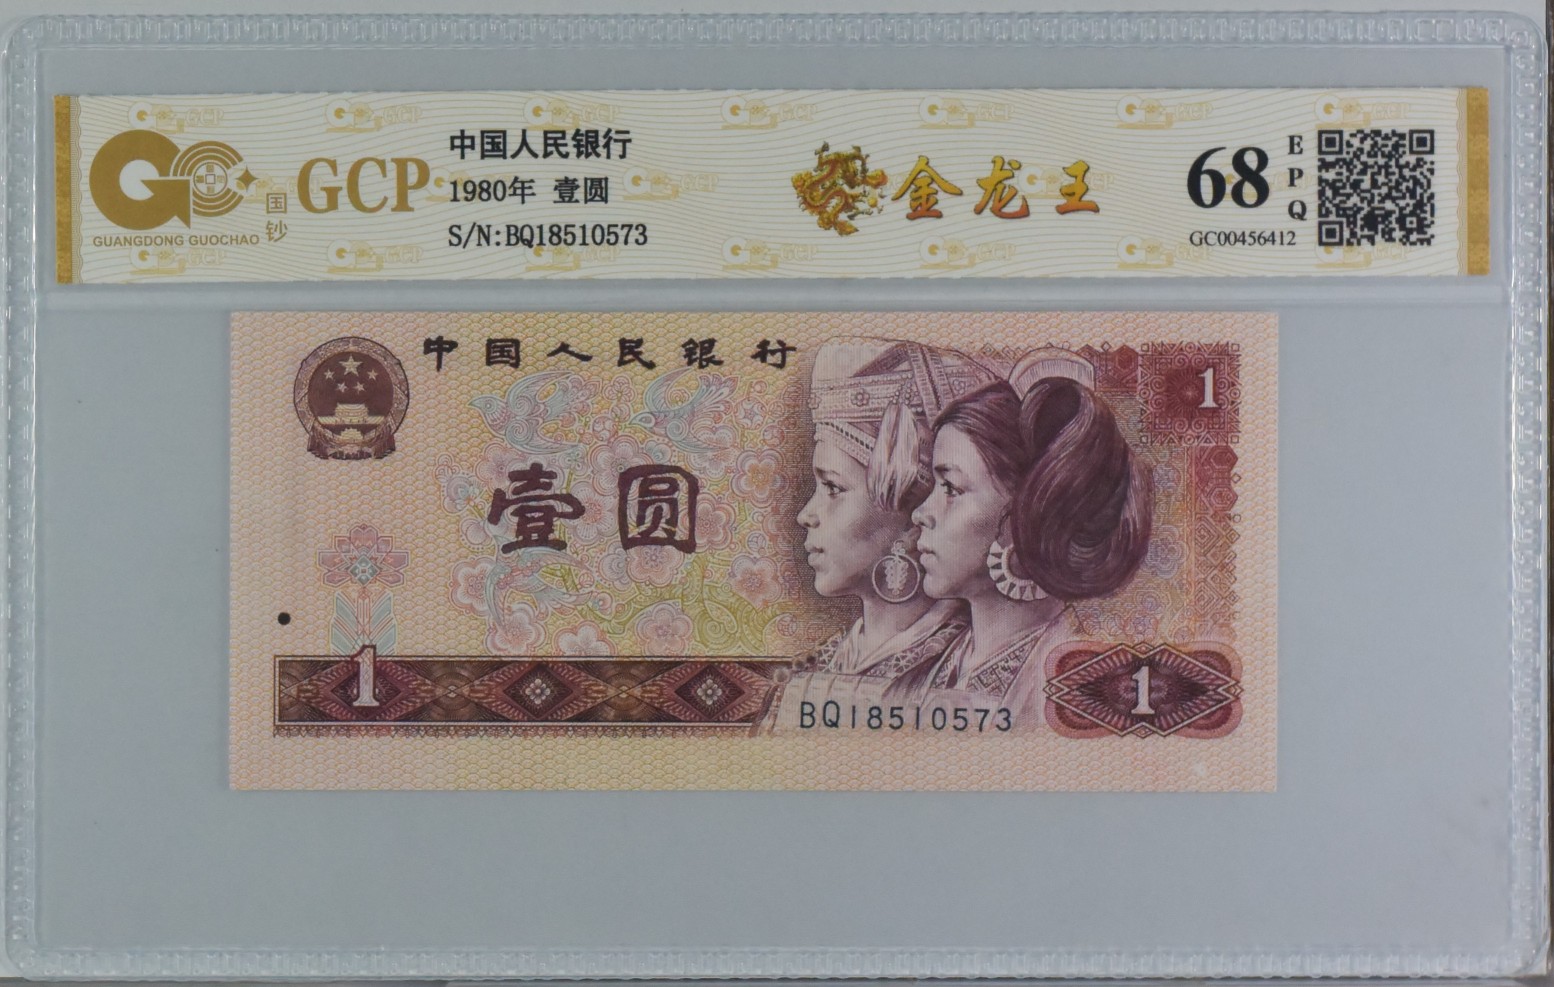 GUANGDONG GUOCHAO
国钞
GCP
中国人民银行
1980年 壹圆
S/N:BQ18510573
金龙王
68
EPQ
GC00456412
中国人民银行
1
壹圆
1
BQ18510573
1